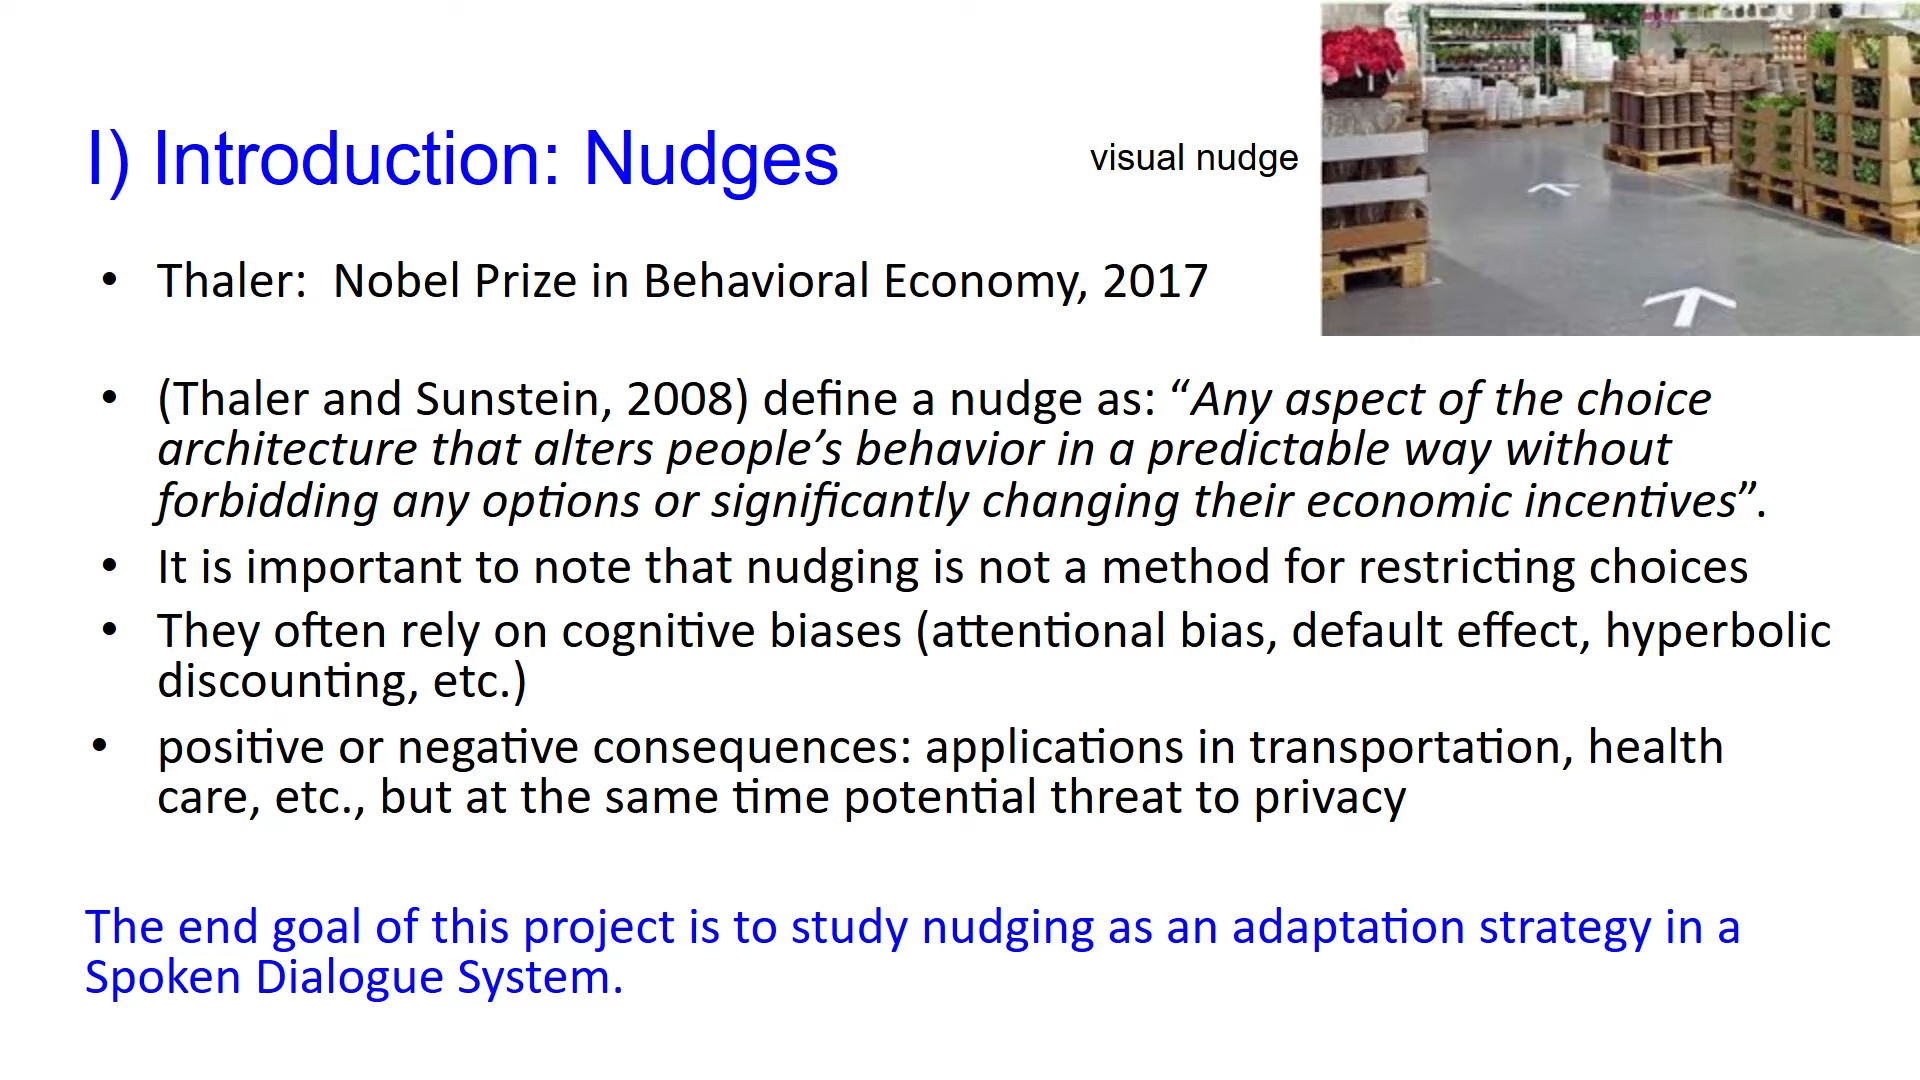 I) Introduction: Nudges
visual nudge
• Thaler:  Nobel Prize in Behavioral Economy, 2017
• (Thaler and Sunstein, 2008) define a nudge as: “Any aspect of the choice
architecture that alters people’s behavior in a predictable way without
forbidding any options or significantly changing their economic incentives”.
• It is important to note that nudging is not a method for restricting choices
• They often rely on cognitive biases (attentional bias, default effect, hyperbolic
discounting, etc.)
• positive or negative consequences: applications in transportation, health
care, etc., but at the same time potential threat to privacy
The end goal of this project is to study nudging as an adaptation strategy in a
Spoken Dialogue System.